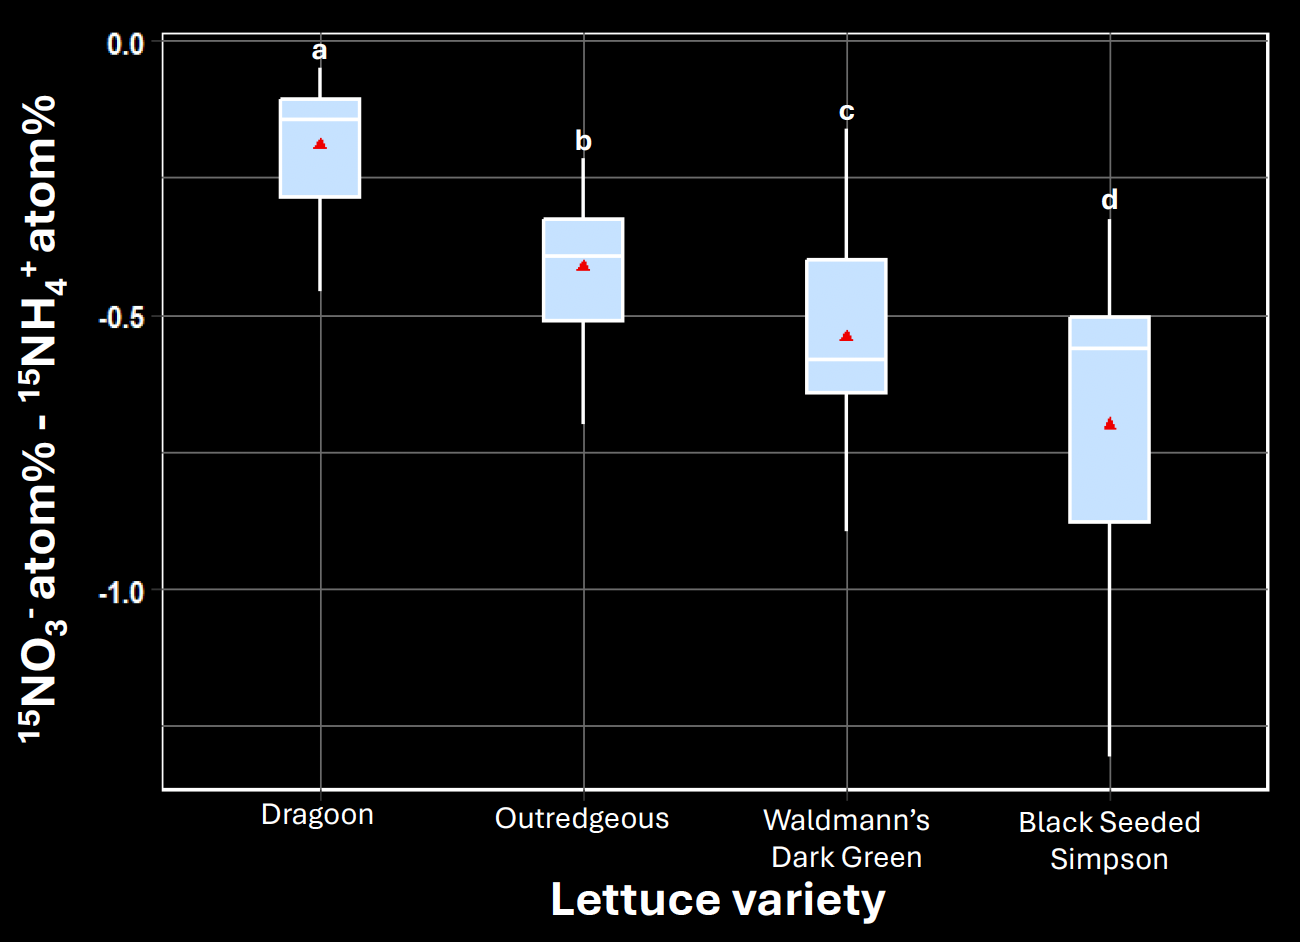 0.0
-0.5
-1.0
¹⁵NO₃⁻ atom% - ¹⁵NH₄⁺ atom%
a
b
c
d
Dragoon
Outredgeous
Waldmann’s
Dark Green
Black Seeded
Simpson
Lettuce variety